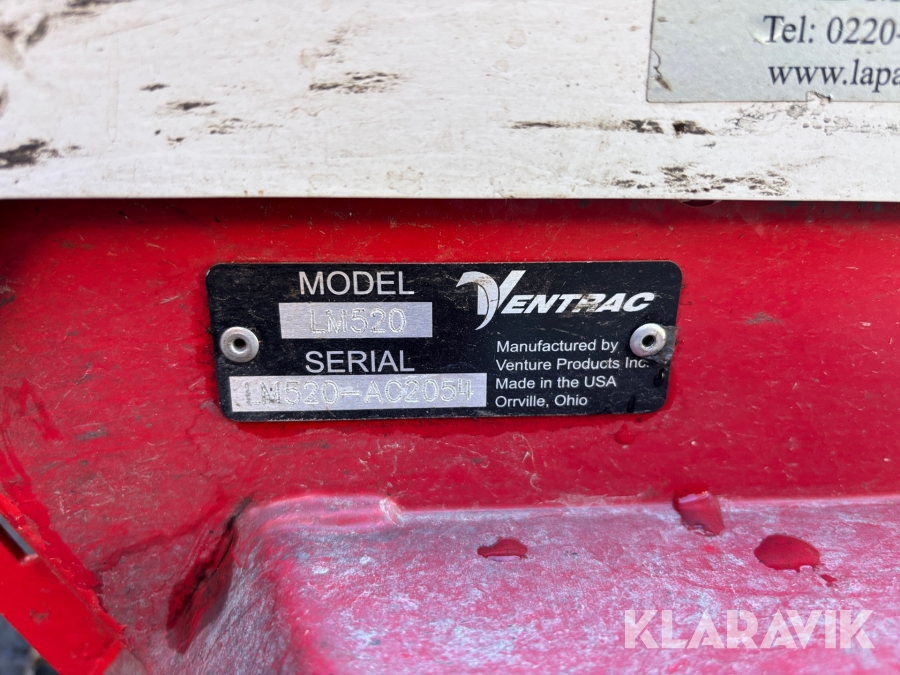 Tel: 0220-
www.lapa
MODEL
LM520
SERIAL
LM520-AC2054
VENTRAC
Manufactured by
Venture Products Inc.
Made in the USA
Orrville, Ohio
KLARAVIK